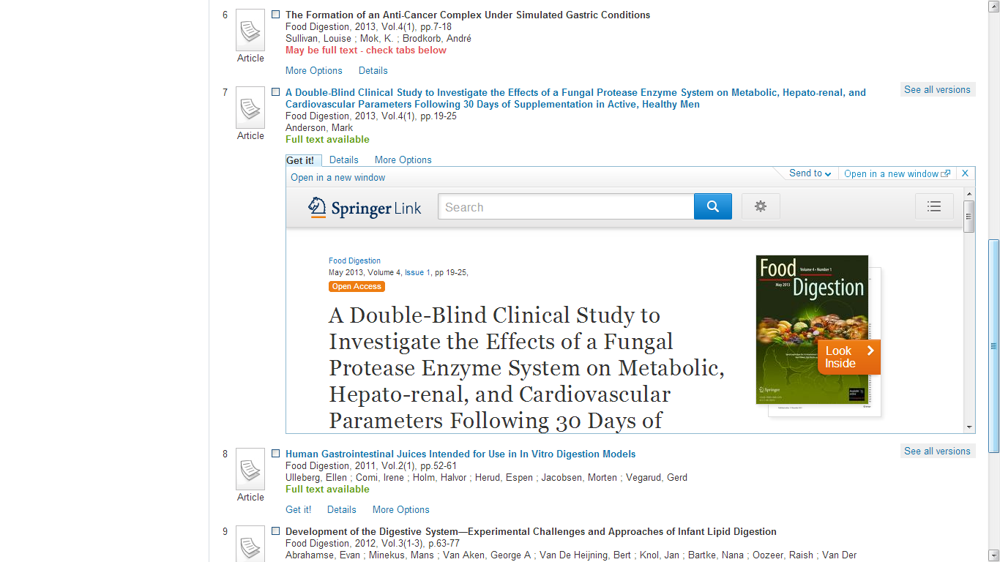 6
The Formation of an Anti-Cancer Complex Under Simulated Gastric Conditions
Food Digestion, 2013, Vol.4(1), pp.7-18
Sullivan, Louise ; Mok, K. ; Brodkorb, André
May be full text - check tabs below
Article
More Options Details
7
A Double-Blind Clinical Study to Investigate the Effects of a Fungal Protease Enzyme System on Metabolic, Hepato-renal, and
Cardiovascular Parameters Following 30 Days of Supplementation in Active, Healthy Men
See all versions
Food Digestion, 2013, Vol.4(1), pp.19-25
Anderson, Mark
Article
Full text available
Get it! Details More Options
Open in a new window
Send to
Open in a new window
X
Springer Link
Search
Food Digestion
May 2013, Volume 4, Issue 1, pp 19-25,
Open Access
A Double-Blind Clinical Study to
Investigate the Effects of a Fungal
Protease Enzyme System on Metabolic,
Hepato-renal, and Cardiovascular
Parameters Following 30 Days of
Food
Volume 4 • Number 1
May 2013
Digestion
Look
Inside
Springer
8
Human Gastrointestinal Juices Intended for Use in In Vitro Digestion Models
See all versions
Food Digestion, 2011, Vol.2(1), pp.52-61
Ulleberg, Ellen ; Comi, Irene ; Holm, Halvor ; Herud, Espen ; Jacobsen, Morten ; Vegarud, Gerd
Full text available
Article
Get it! Details More Options
9
Development of the Digestive System—Experimental Challenges and Approaches of Infant Lipid Digestion
Food Digestion, 2012, Vol.3(1-3), p.63-77
Abrahamse, Evan ; Minekus, Mans ; Van Aken, George A ; Van De Heijning, Bert ; Knol, Jan ; Bartke, Nana ; Oozeer, Raish ; Van Der